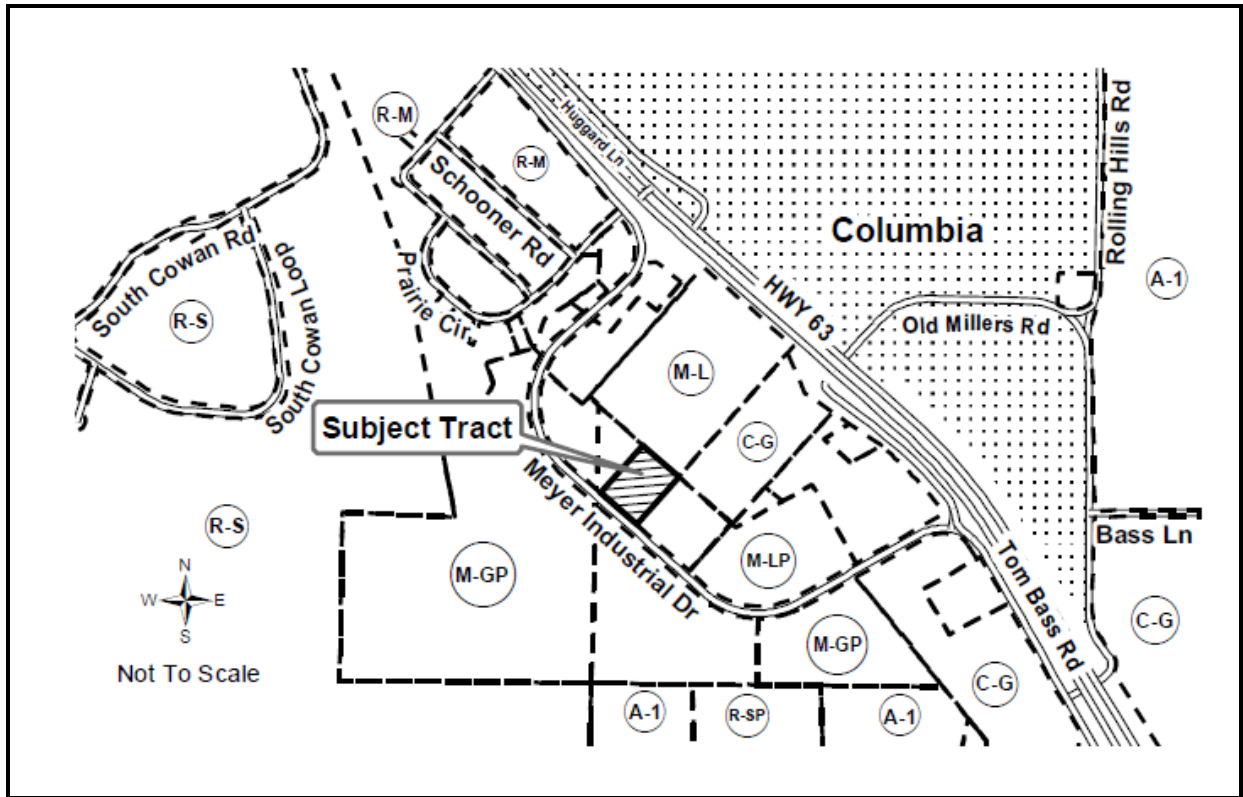 R-M
Huggard Ln
R-M
Schooner Rd
Rolling Hills Rd
Columbia
A-1
South Cowan Rd
South Cowan Loop
Prairie Cir.
HWY 63
Old Millers Rd
R-S
M-L
Subject Tract
C-G
Meyer Industrial Dr
R-S
Bass Ln
Tom Bass Rd
M-LP
M-GP
N
W E
S
C-G
M-GP
Not To Scale
C-G
A-1
R-SP
A-1